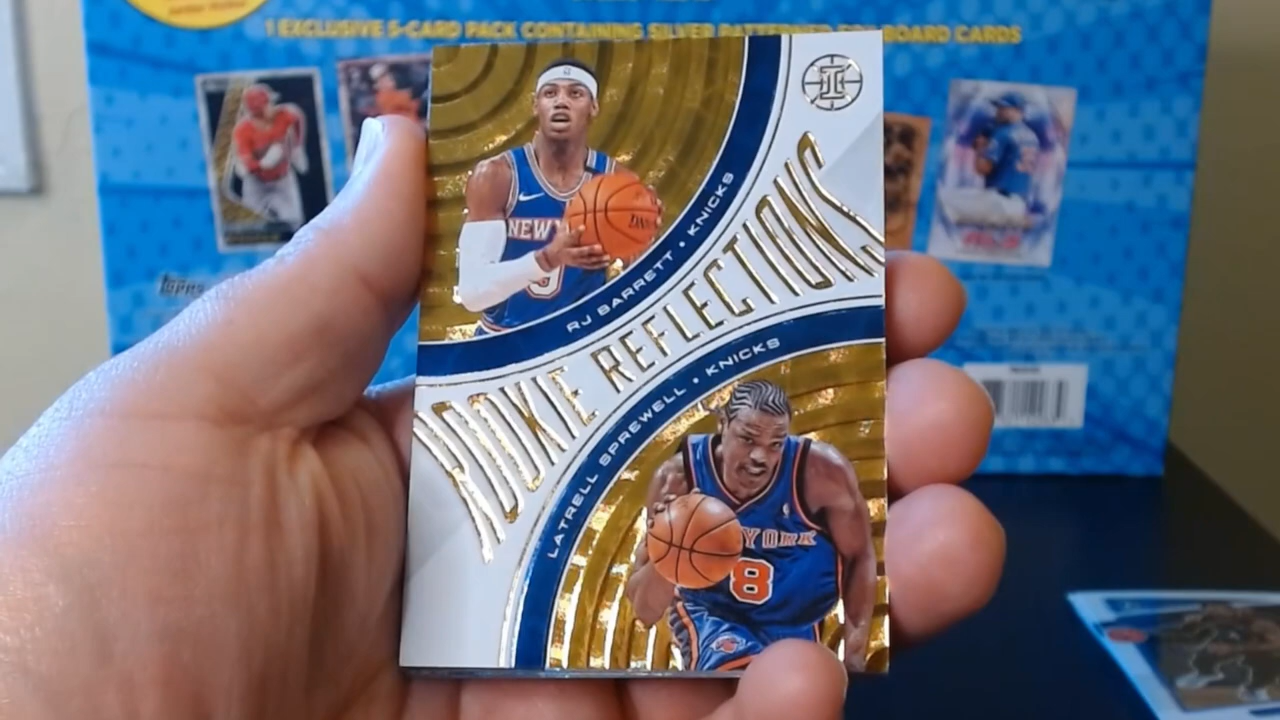 1 EXCLUSIVE 5-CARD PACK CONTAINING SILVER PATTERNED BOARD CARDS
RJ BARRETT • KNICKS
NEW Y
9
ROOKIE REFLECTIONS
LATRELL SPREWELL • KNICKS
YORK
8
topps